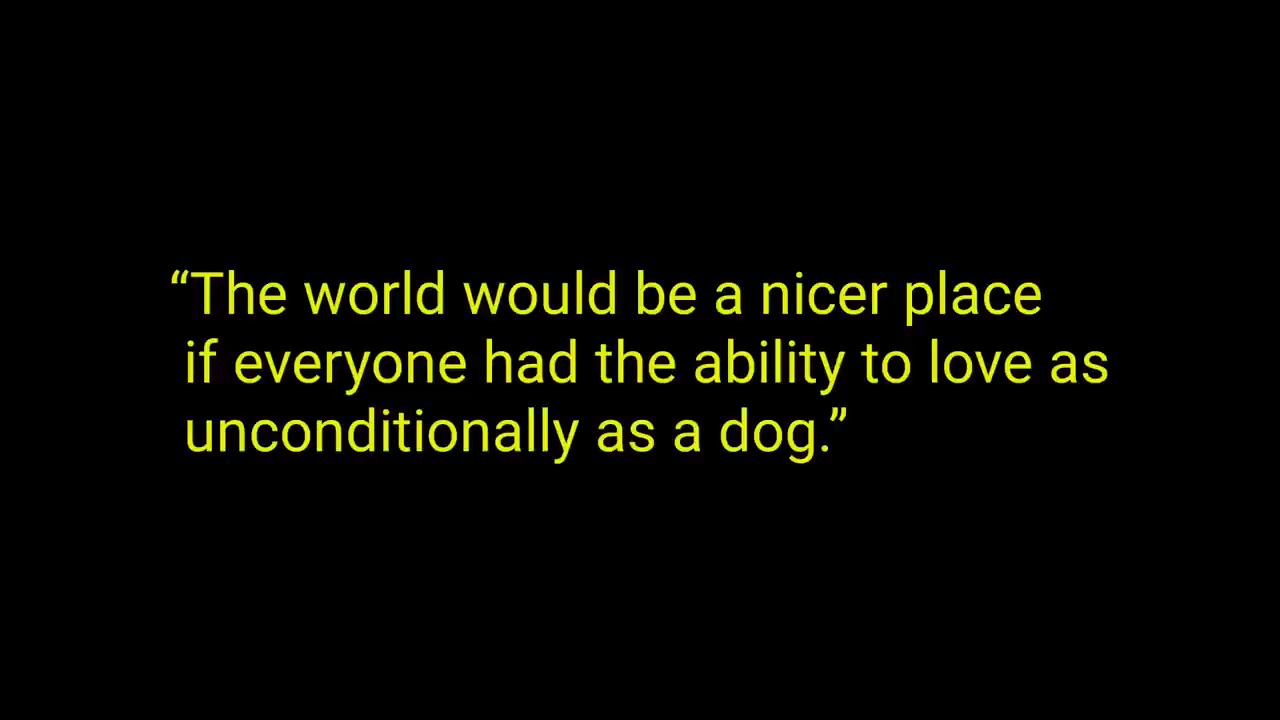 “The world would be a nicer place
if everyone had the ability to love as
unconditionally as a dog.”